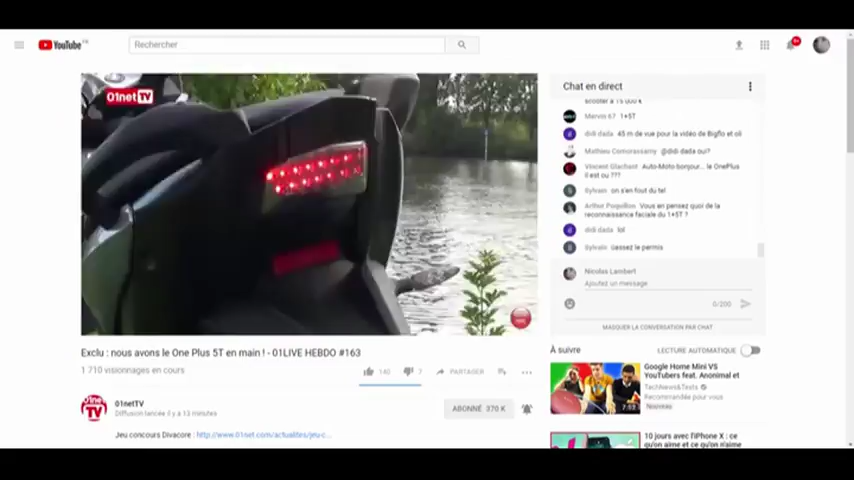 YouTube FR
Rechercher
01net TV
Chat en direct
scooter à 15 000 €
Mervin 67 1+5T
didi dada 45 m de vue pour la vidéo de Bigflo et oli
Mathieu Comorassamy @didi dada oui?
Vincent Glachant Auto-Moto bonjour... le OnePlus
il est ou ???
Sylvain on s'en fout du tel
Arthur Porquillon Vous en pensez quoi de la
reconnaissance faciale du 1+5T ?
didi dada lol
Sylvain passez le permis
Nicolas Lambert
Ajoutez un message...
0/200
MASQUER LA CONVERSATION PAR CHAT
Exclu : nous avons le One Plus 5T en main ! - 01LIVE HEBDO #163
1 710 visionnages en cours
140
7
PARTAGER
01netTV
Diffusion lancée il y a 13 minutes
ABONNÉ 370 K
Jeu concours Divacore : http://www.01net.com/actualites/jeu-c...
À suivre
LECTURE AUTOMATIQUE
Google Home Mini VS
YouTubers feat. Anonimal et
TechNews&Tests
Recommandée pour vous
Nouveau
7:53
10 jours avec l'iPhone X : ce
qu'on aime et ce qu'on n'aime